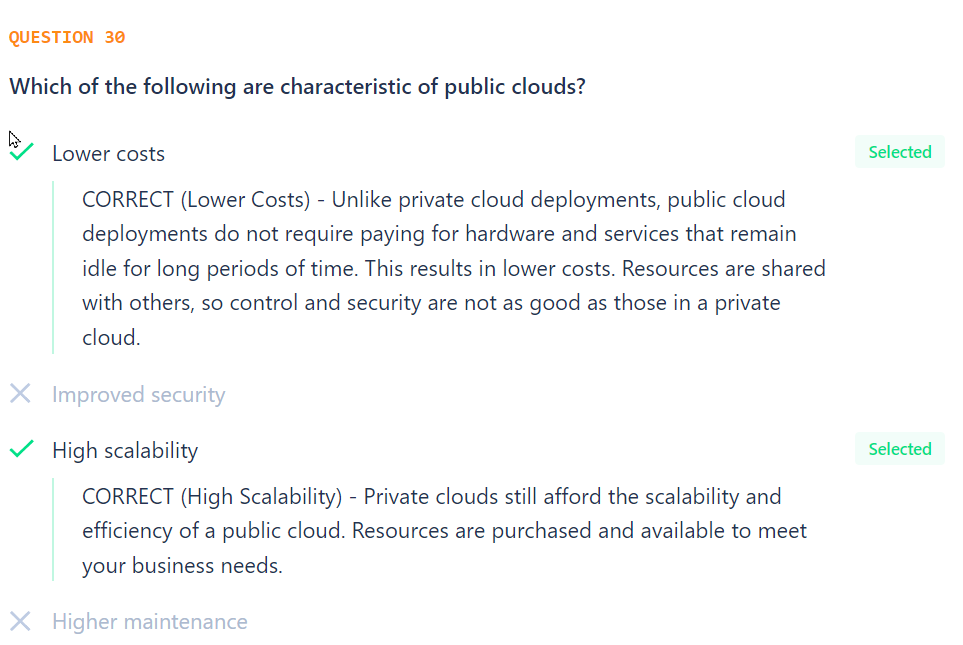 QUESTION 30
Which of the following are characteristic of public clouds?
Lower costs
Selected
CORRECT (Lower Costs) - Unlike private cloud deployments, public cloud
deployments do not require paying for hardware and services that remain
idle for long periods of time. This results in lower costs. Resources are shared
with others, so control and security are not as good as those in a private
cloud.
Improved security
High scalability
Selected
CORRECT (High Scalability) - Private clouds still afford the scalability and
efficiency of a public cloud. Resources are purchased and available to meet
your business needs.
Higher maintenance